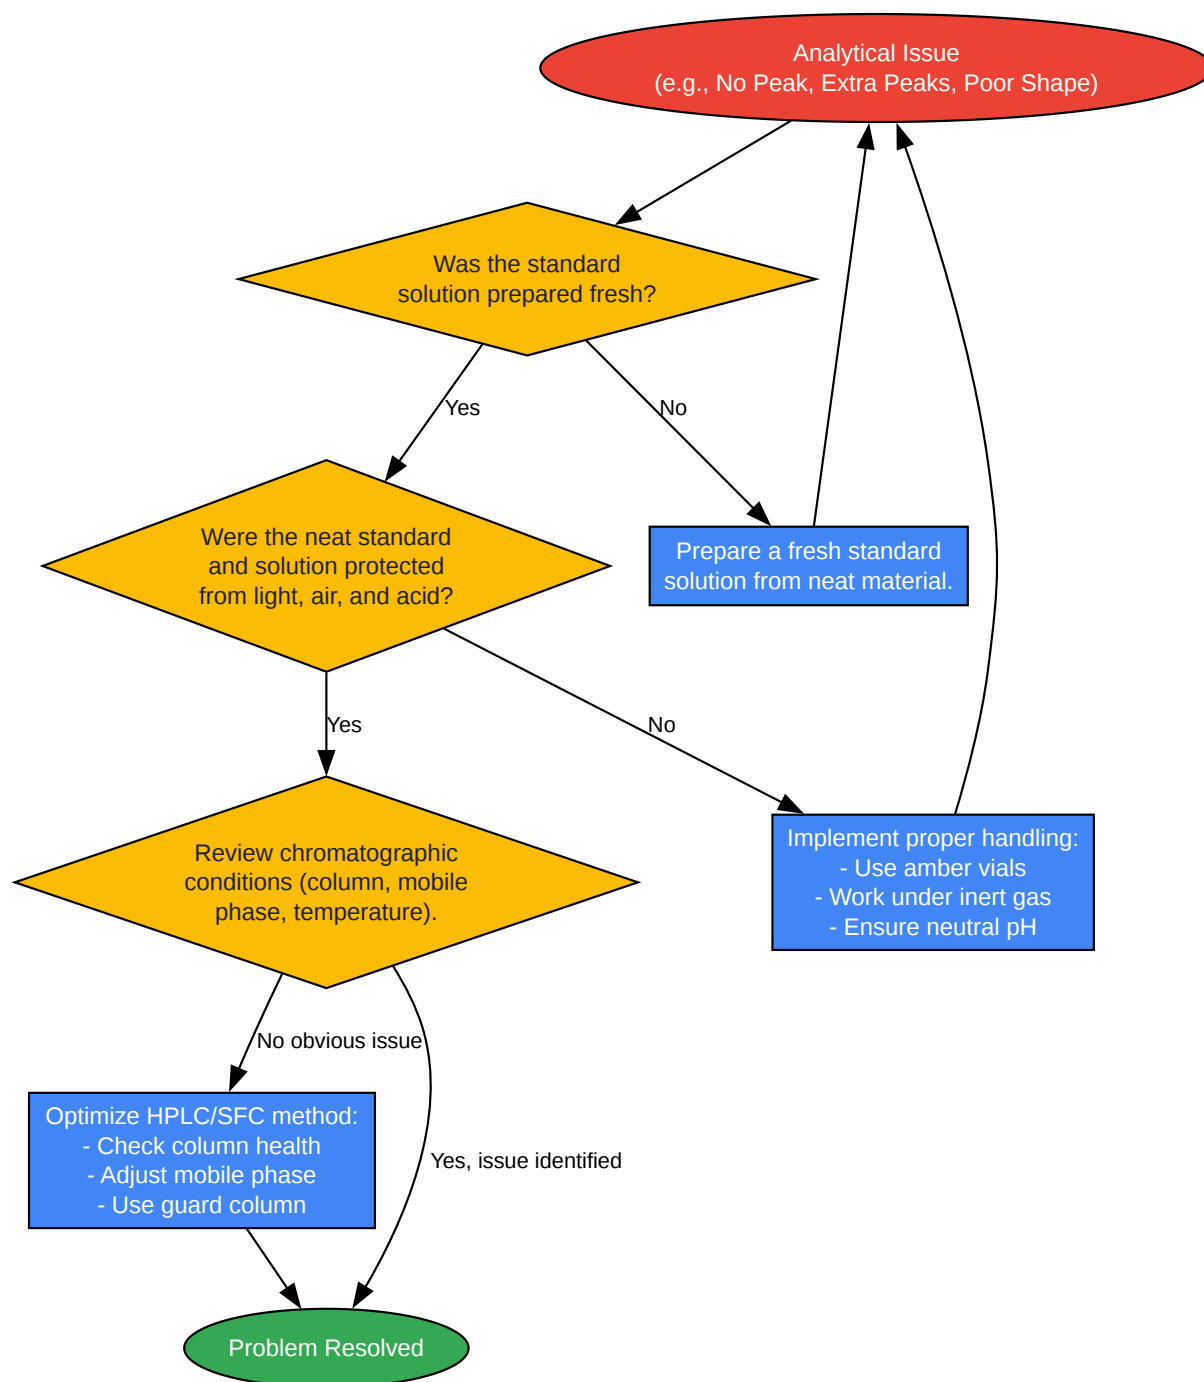 Analytical Issue
(e.g., No Peak, Extra Peaks, Poor Shape)
Was the standard
solution prepared fresh?
Yes
No
Were the neat standard
and solution protected
from light, air, and acid?
Prepare a fresh standard
solution from neat material.
Yes
No
Review chromatographic
conditions (column, mobile
phase, temperature).
Implement proper handling:
- Use amber vials
- Work under inert gas
- Ensure neutral pH
No obvious issue
Optimize HPLC/SFC method:
- Check column health
- Adjust mobile phase
- Use guard column
Yes, issue identified
Problem Resolved